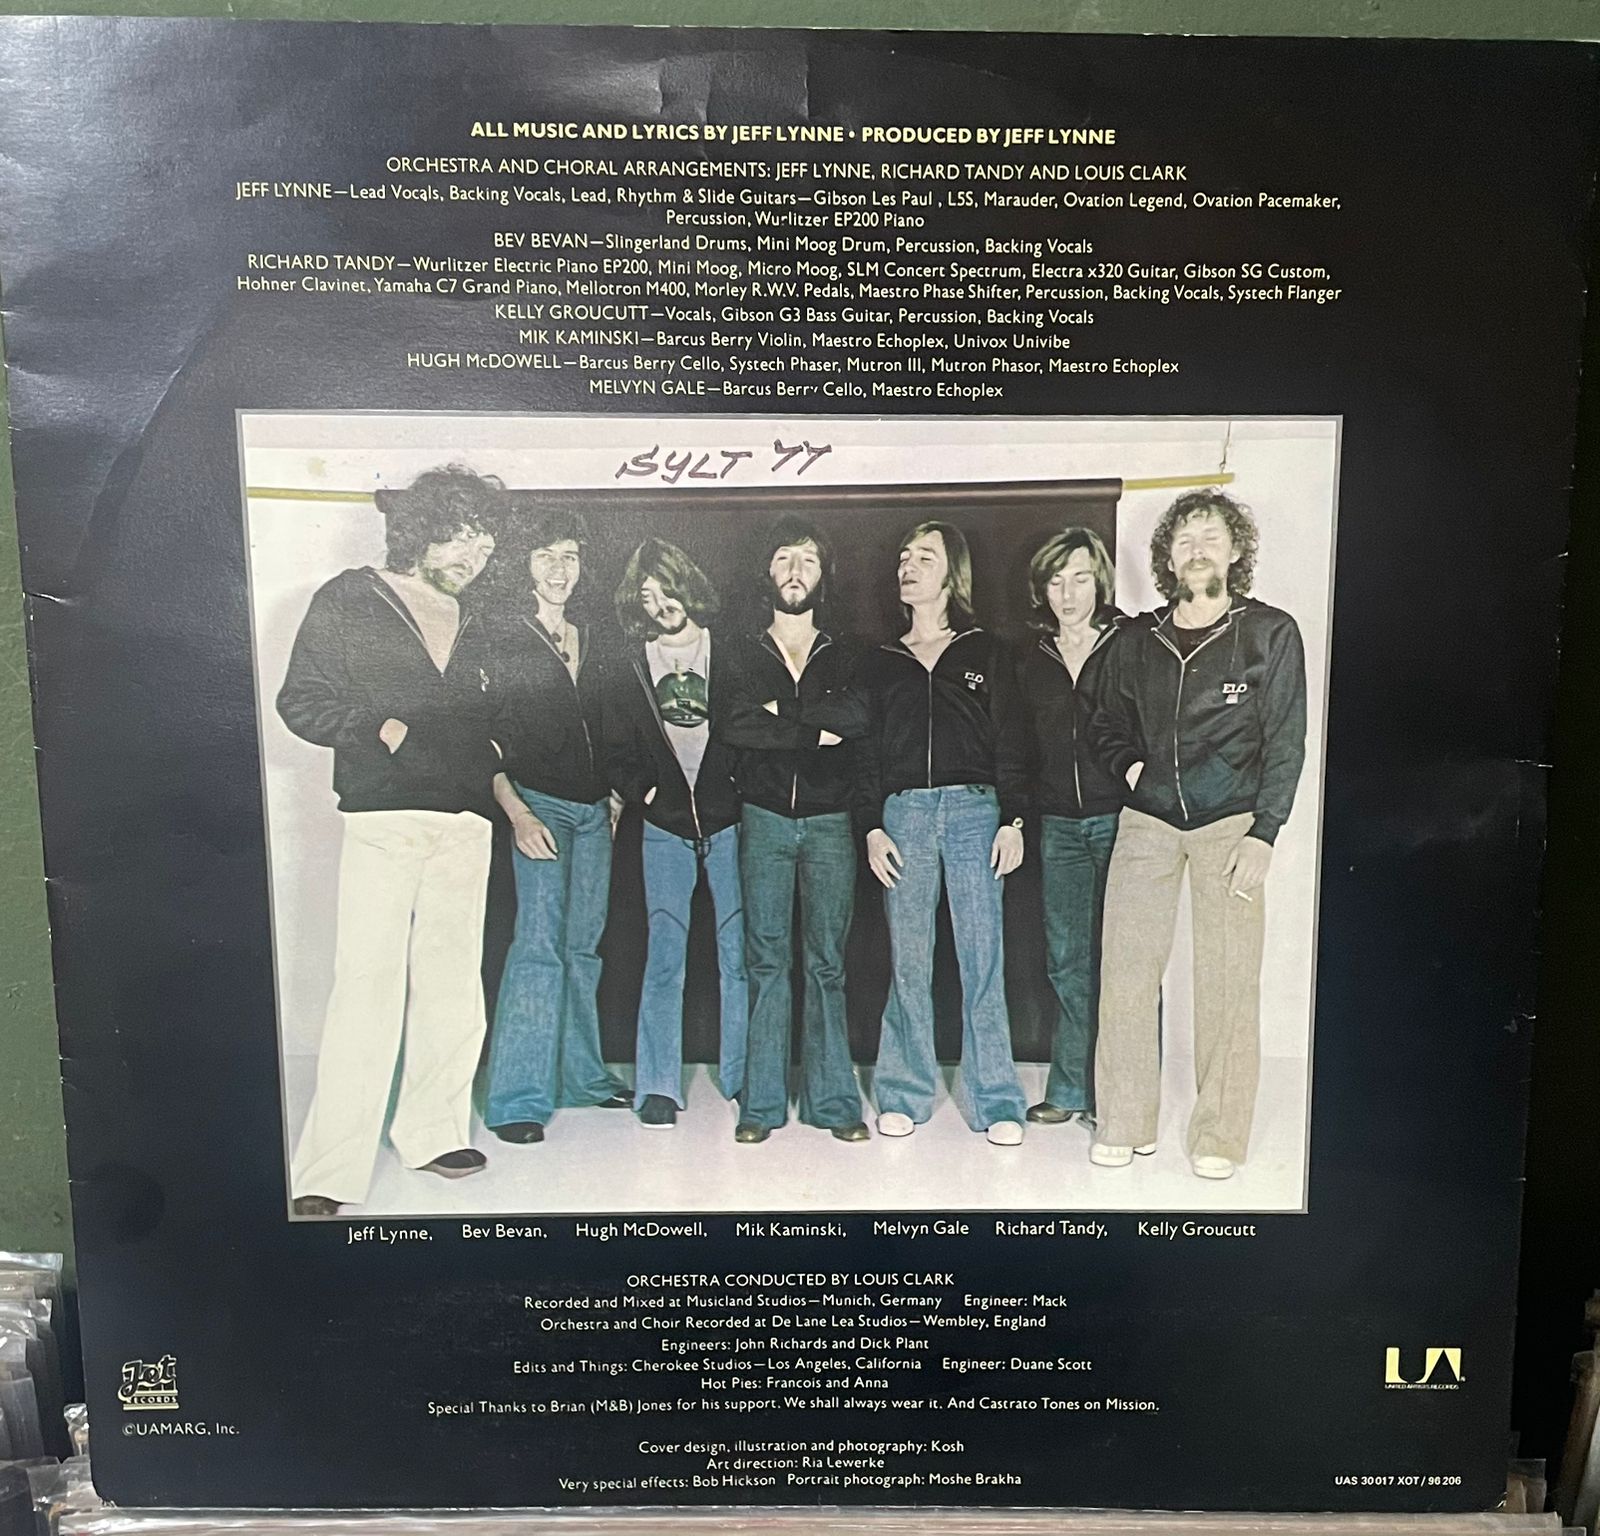 ALL MUSIC AND LYRICS BY JEFF LYNNE • PRODUCED BY JEFF LYNNE
ORCHESTRA AND CHORAL ARRANGEMENTS: JEFF LYNNE, RICHARD TANDY AND LOUIS CLARK
JEFF LYNNE—Lead Vocals, Backing Vocals, Lead, Rhythm & Slide Guitars—Gibson Les Paul , L5S, Marauder, Ovation Legend, Ovation Pacemaker,
Percussion, Wurlitzer EP200 Piano
BEV BEVAN—Slingerland Drums, Mini Moog Drum, Percussion, Backing Vocals
RICHARD TANDY—Wurlitzer Electric Piano EP200, Mini Moog, Micro Moog, SLM Concert Spectrum, Electra x320 Guitar, Gibson SG Custom,
Hohner Clavinet, Yamaha C7 Grand Piano, Mellotron M400, Morley R.W.V. Pedals, Maestro Phase Shifter, Percussion, Backing Vocals, Systech Flanger
KELLY GROUCUTT—Vocals, Gibson G3 Bass Guitar, Percussion, Backing Vocals
MIK KAMINSKI—Barcus Berry Violin, Maestro Echoplex, Univox Univibe
HUGH McDOWELL—Barcus Berry Cello, Systech Phaser, Mutron III, Mutron Phasor, Maestro Echoplex
MELVYN GALE—Barcus Berry Cello, Maestro Echoplex
SYLT 77
ELO
ELO
Jeff Lynne, Bev Bevan, Hugh McDowell, Mik Kaminski, Melvyn Gale Richard Tandy, Kelly Groucutt
ORCHESTRA CONDUCTED BY LOUIS CLARK
Recorded and Mixed at Musicland Studios—Munich, Germany Engineer: Mack
Orchestra and Choir Recorded at De Lane Lea Studios—Wembley, England
Engineers: John Richards and Dick Plant
Edits and Things: Cherokee Studios—Los Angeles, California Engineer: Duane Scott
Hot Pies: Francois and Anna
Special Thanks to Brian (M&B) Jones for his support. We shall always wear it. And Castrato Tones on Mission.
Jet
RECORDS
©UAMARG, Inc.
UA
UNITED ARTISTS RECORDS
Cover design, illustration and photography: Kosh
Art direction: Ria Lewerke
Very special effects: Bob Hickson Portrait photograph: Moshe Brakha
UAS 30017 XOT / 96 206